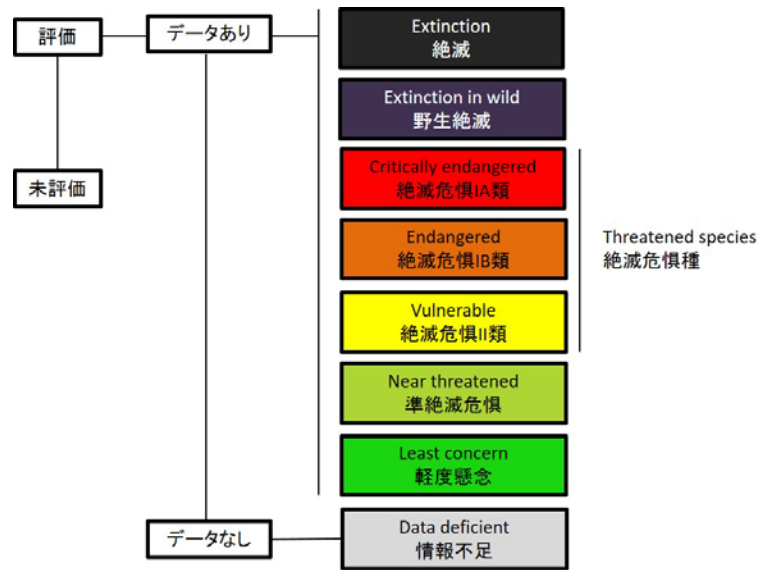 評価
データあり
未評価
Extinction
絶滅
Extinction in wild
野生絶滅
Critically endangered
絶滅危惧IA類
Endangered
絶滅危惧IB類
Vulnerable
絶滅危惧II類
Threatened species
絶滅危惧種
Near threatened
準絶滅危惧
Least concern
軽度懸念
データなし
Data deficient
情報不足